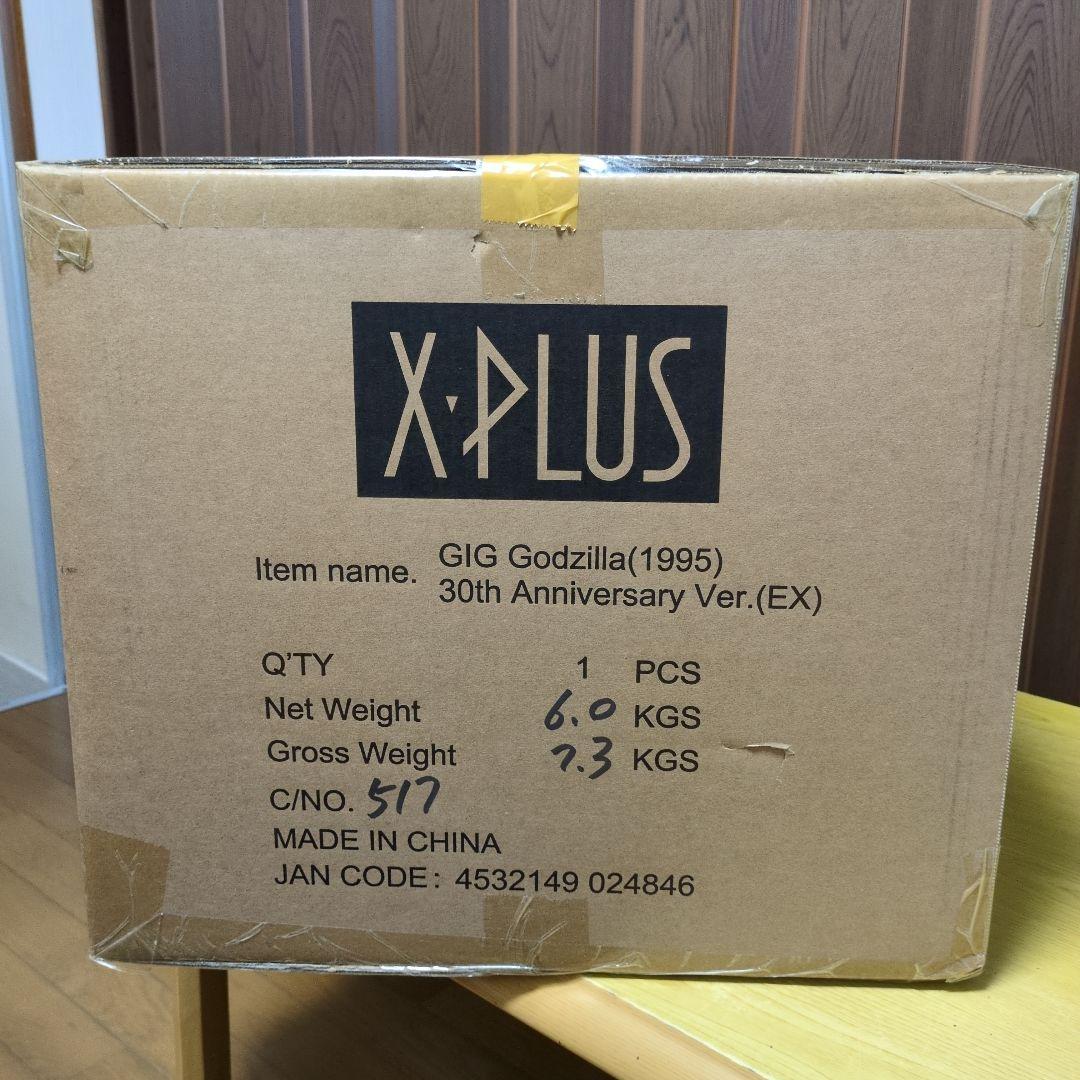 X·PLUS
Item name. GIG Godzilla(1995)
30th Anniversary Ver.(EX)
Q'TY 1 PCS
Net Weight 6.0 KGS
Gross Weight 7.3 KGS
C/NO. 517
MADE IN CHINA
JAN CODE: 4532149 024846